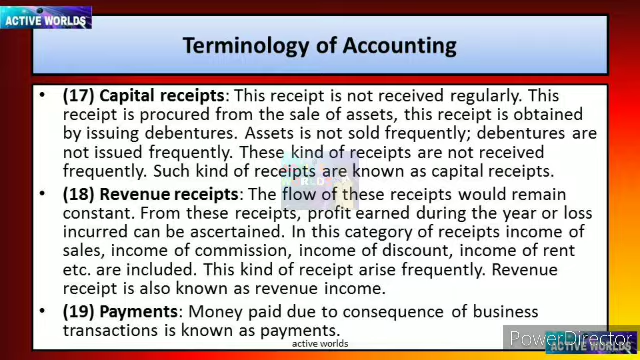 ACTIVE WORLDS
Terminology of Accounting
• (17) Capital receipts: This receipt is not received regularly. This
receipt is procured from the sale of assets, this receipt is obtained
by issuing debentures. Assets is not sold frequently; debentures are
not issued frequently. These kind of receipts are not received
frequently. Such kind of receipts are known as capital receipts.
• (18) Revenue receipts: The flow of these receipts would remain
constant. From these receipts, profit earned during the year or loss
incurred can be ascertained. In this category of receipts income of
sales, income of commission, income of discount, income of rent
etc. are included. This kind of receipt arise frequently. Revenue
receipt is also known as revenue income.
• (19) Payments: Money paid due to consequence of business
transactions is known as payments.
active worlds
PowerDirector
ACTIVE WORLDS